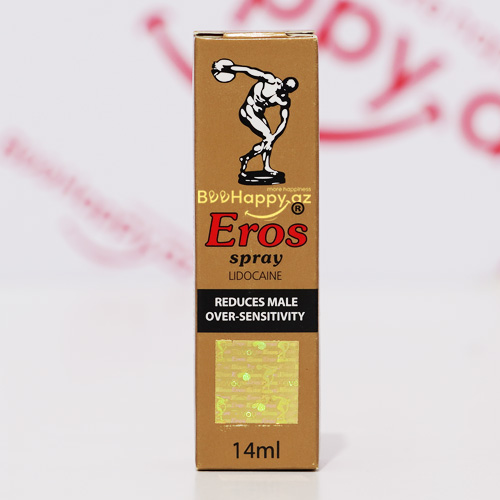 more happiness
BooHappy.az
Eros®
spray
LIDOCAINE
REDUCES MALE
OVER-SENSITIVITY
14ml